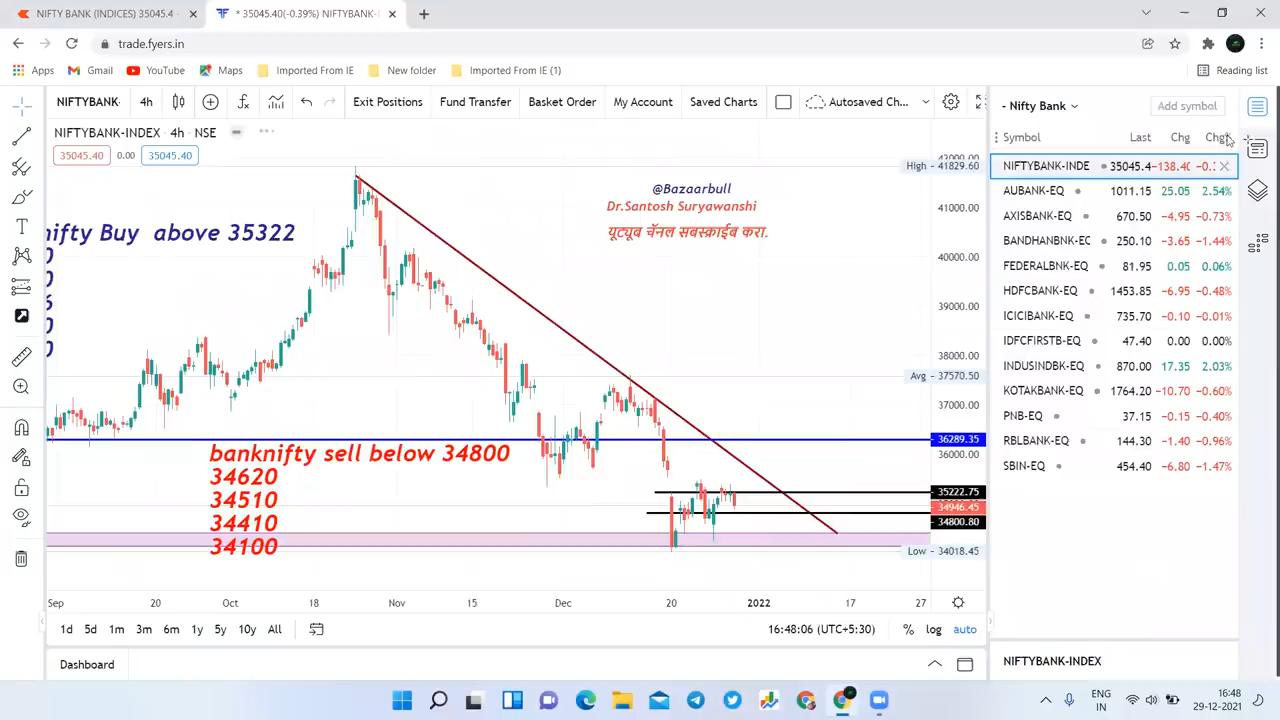 NIFTY BANK (INDICES) 35045.4 -
* 35045.40(-0.39%) NIFTYBANK-I
trade.fyers.in
Apps
Gmail
YouTube
Maps
Imported From IE
New folder
Imported From IE (1)
Reading list
NIFTYBANK-
4h
Exit Positions
Fund Transfer
Basket Order
My Account
Saved Charts
Autosaved Ch...
NIFTYBANK-INDEX • 4h • NSE
35045.40 0.00 35045.40
@Bazaarbull
Dr.Santosh Suryawanshi
यूट्यूब चॅनल सबस्क्राईब करा.
nifty Buy above 35322
0
0
6
0
0
banknifty sell below 34800
34620
34510
34410
34100
42000.00
High - 41829.60
41000.00
40000.00
39000.00
38000.00
Avg - 37570.50
37000.00
36289.35
36000.00
35222.75
34946.45
34800.80
Low - 34018.45
Sep 20 Oct 18 Nov 15 Dec 20 2022 17 27
1d 5d 1m 3m 6m 1y 5y 10y All
16:48:06 (UTC+5:30)
% log auto
Dashboard
- Nifty Bank
Add symbol
Symbol Last Chg Chg%
NIFTYBANK-INDE 35045.4 −138.40 −0.3
AUBANK-EQ 1011.15 25.05 2.54%
AXISBANK-EQ 670.50 −4.95 −0.73%
BANDHANBNK-EC 250.10 −3.65 −1.44%
FEDERALBNK-EQ 81.95 0.05 0.06%
HDFCBANK-EQ 1453.85 −6.95 −0.48%
ICICIBANK-EQ 735.70 −0.10 −0.01%
IDFCFIRSTB-EQ 47.40 0.00 0.00%
INDUSINDBK-EQ 870.00 17.35 2.03%
KOTAKBANK-EQ 1764.20 −10.70 −0.60%
PNB-EQ 37.15 −0.15 −0.40%
RBLBANK-EQ 144.30 −1.40 −0.96%
SBIN-EQ 454.40 −6.80 −1.47%
NIFTYBANK-INDEX
ENG
IN
16:48
29-12-2021